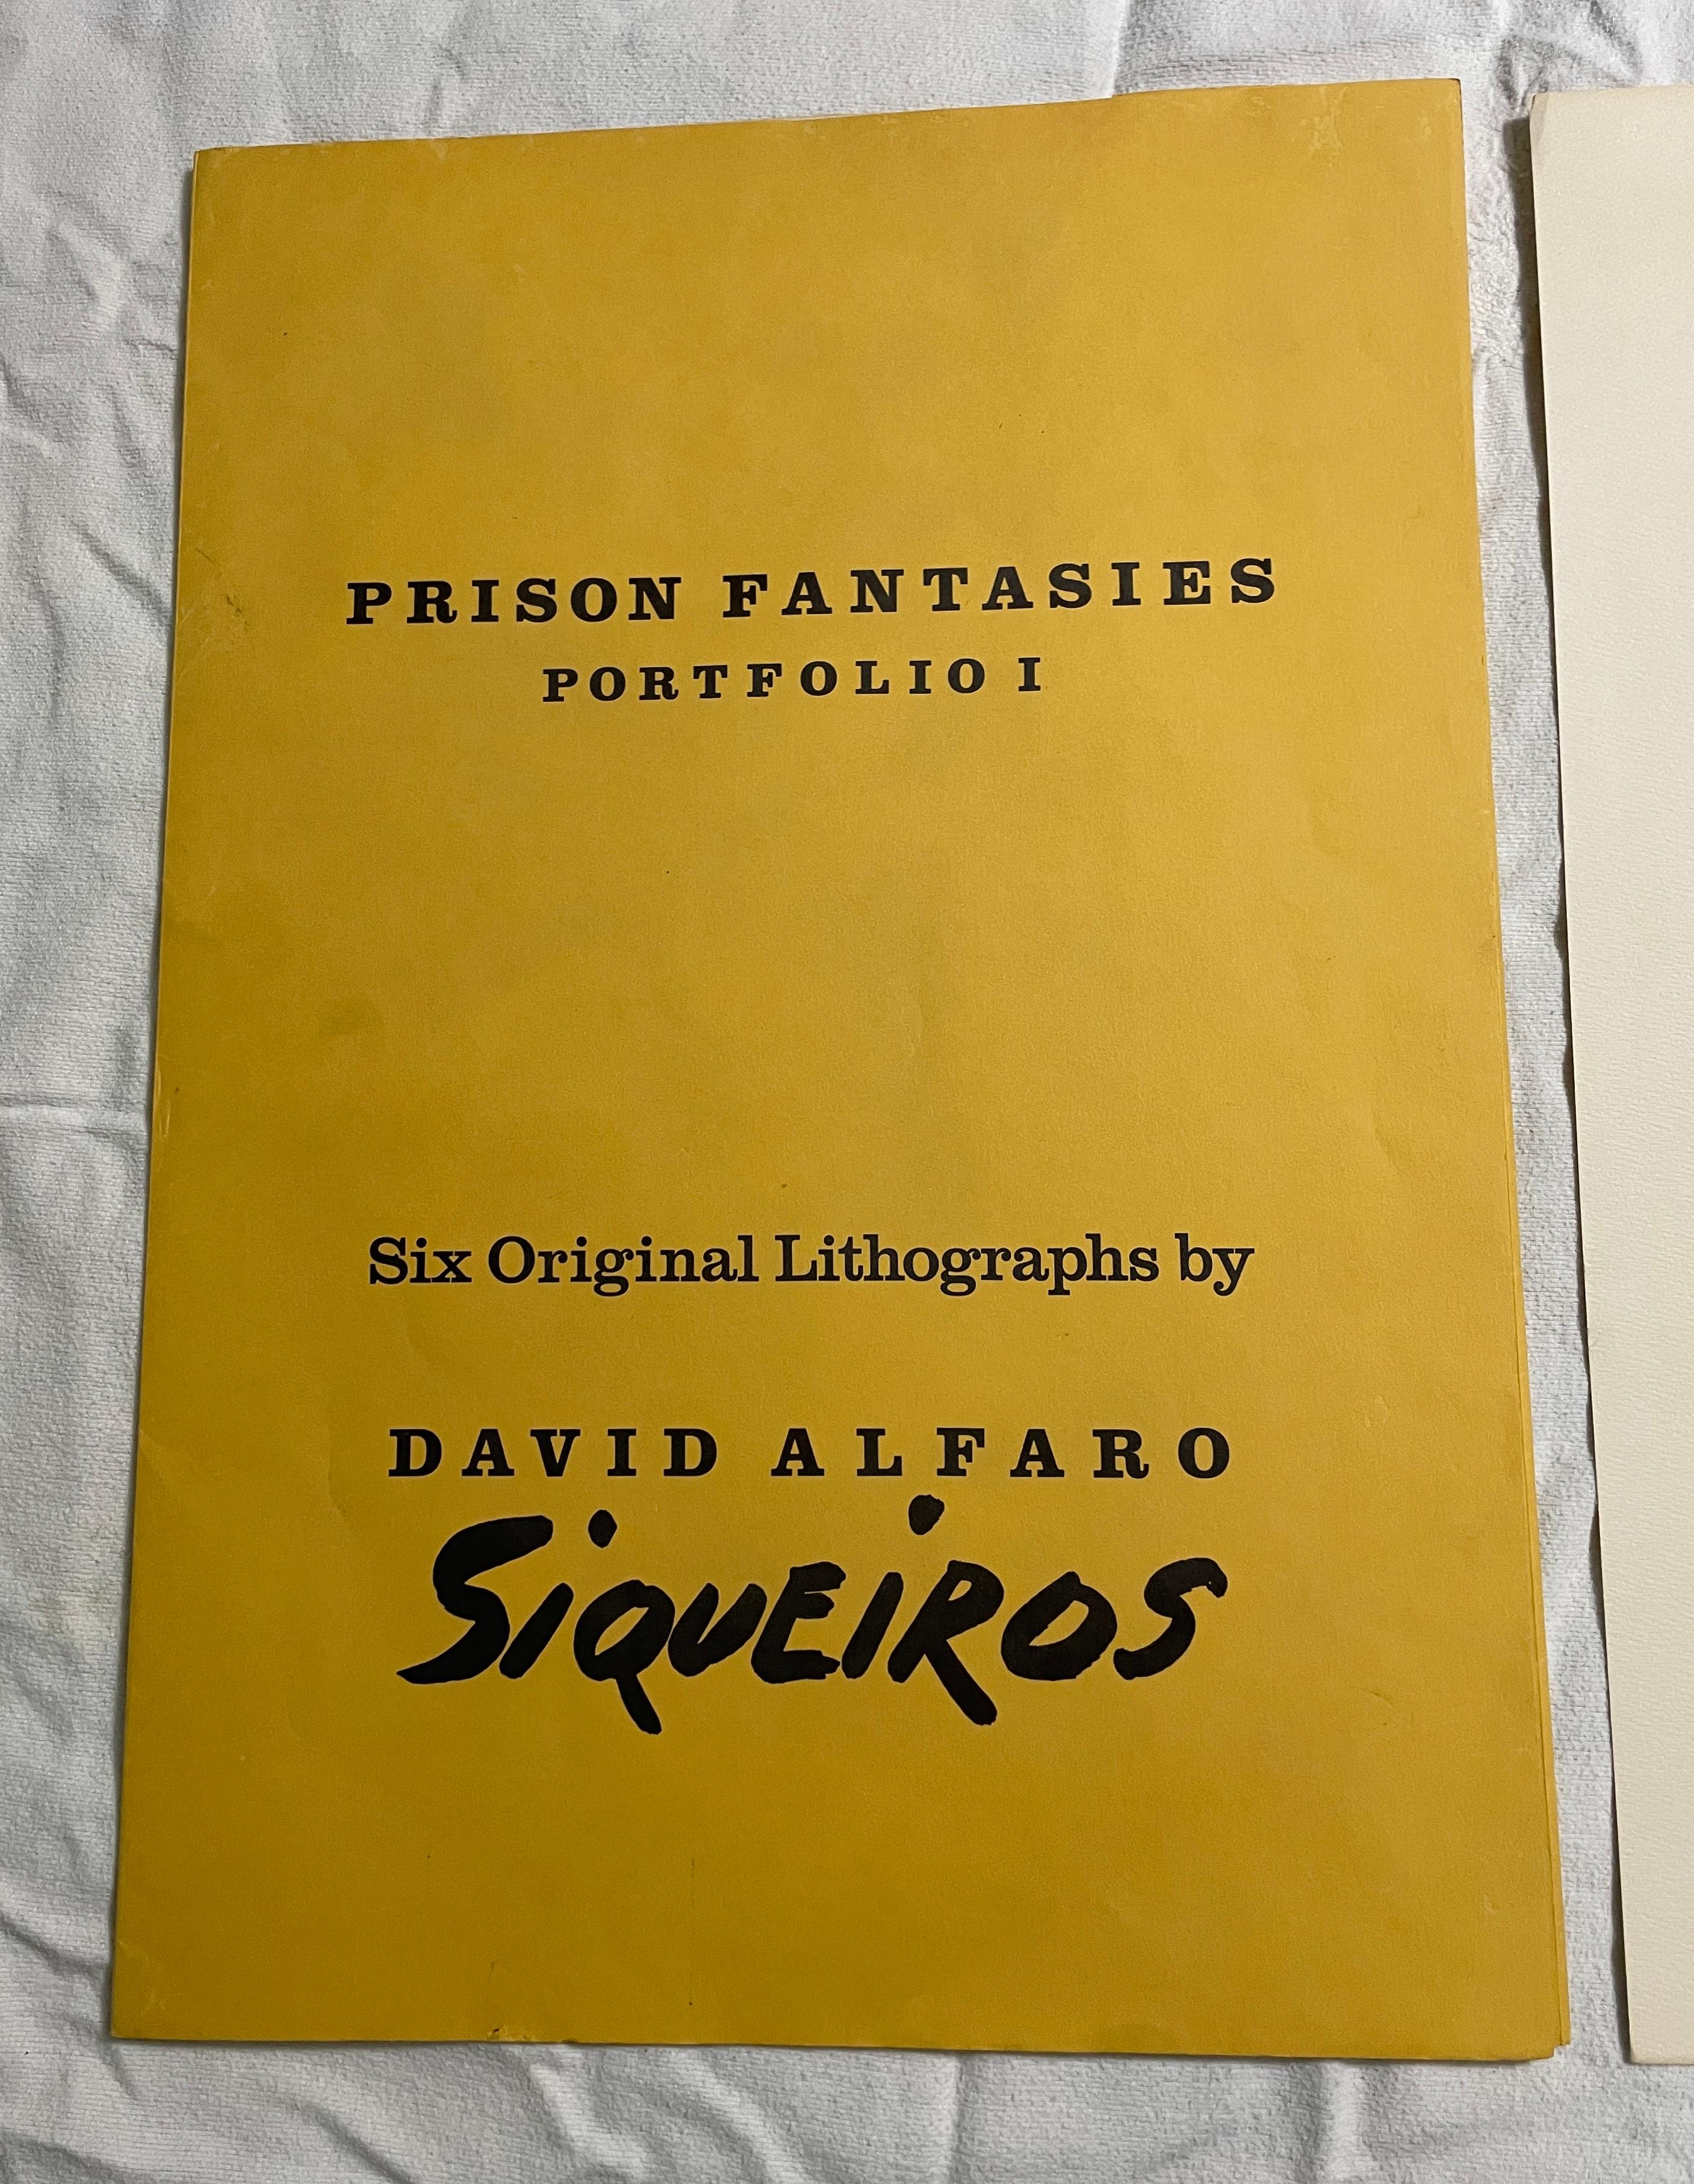 PRISON FANTASIES
PORTFOLIO I
Six Original Lithographs by
DAVID ALFARO
SiQUEiROS